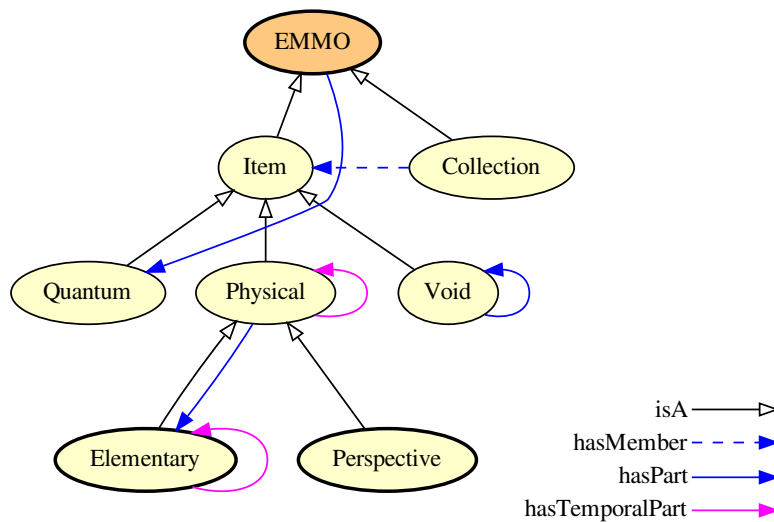 EMMO
Item
Collection
Quantum
Physical
Void
Elementary
Perspective
isA
hasMember
hasPart
hasTemporalPart